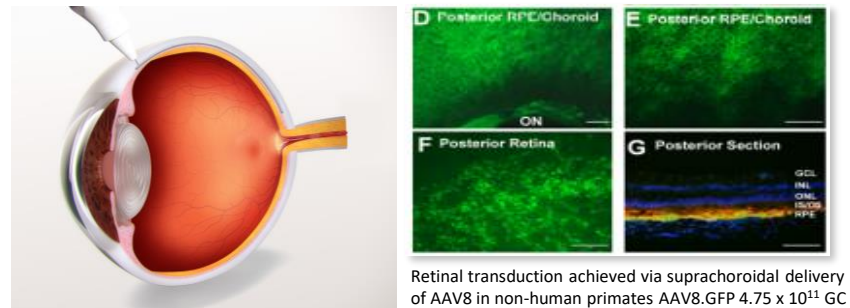 D Posterior RPE/Choroid
E Posterior RPE/Choroid
ON
F Posterior Retina
G Posterior Section
GCL
INL
ONL
IS/OS
RPE
Retinal transduction achieved via suprachoroidal delivery
of AAV8 in non-human primates AAV8.GFP 4.75 x 10¹¹ GC